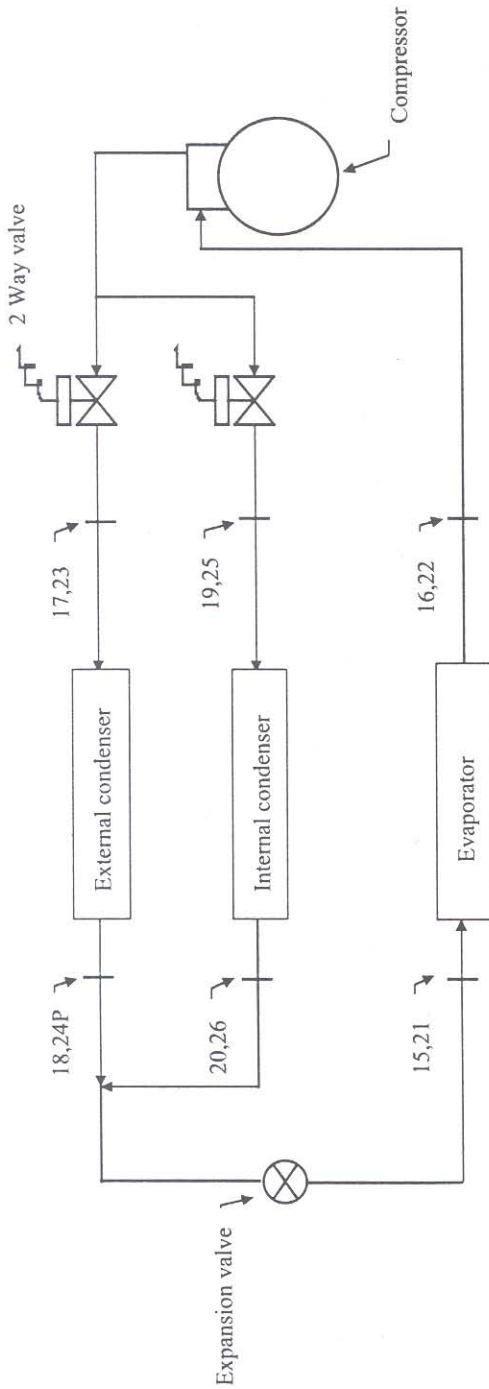 2 Way valve
17,23
External condenser
18,24P
19,25
Internal condenser
20,26
Expansion valve
Compressor
16,22
Evaporator
15,21